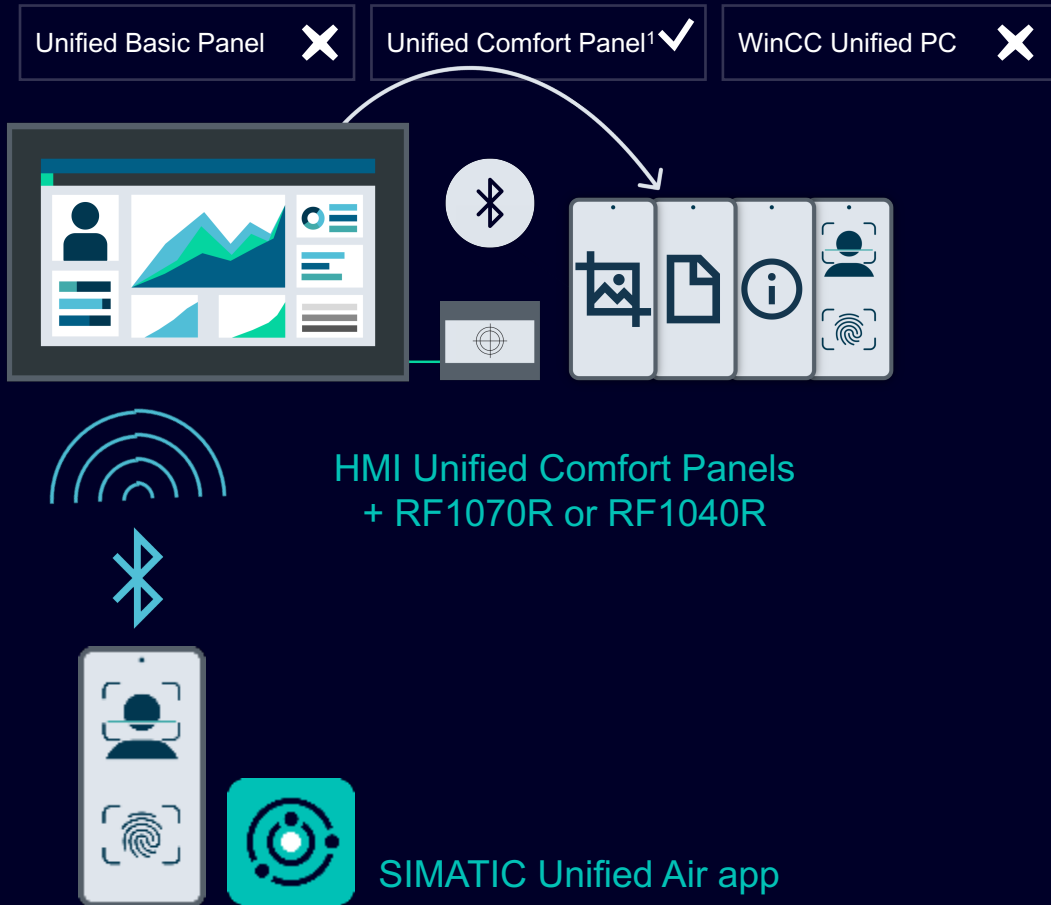 Unified Basic Panel
Unified Comfort Panel¹
WinCC Unified PC
HMI Unified Comfort Panels
+ RF1070R or RF1040R
SIMATIC Unified Air app